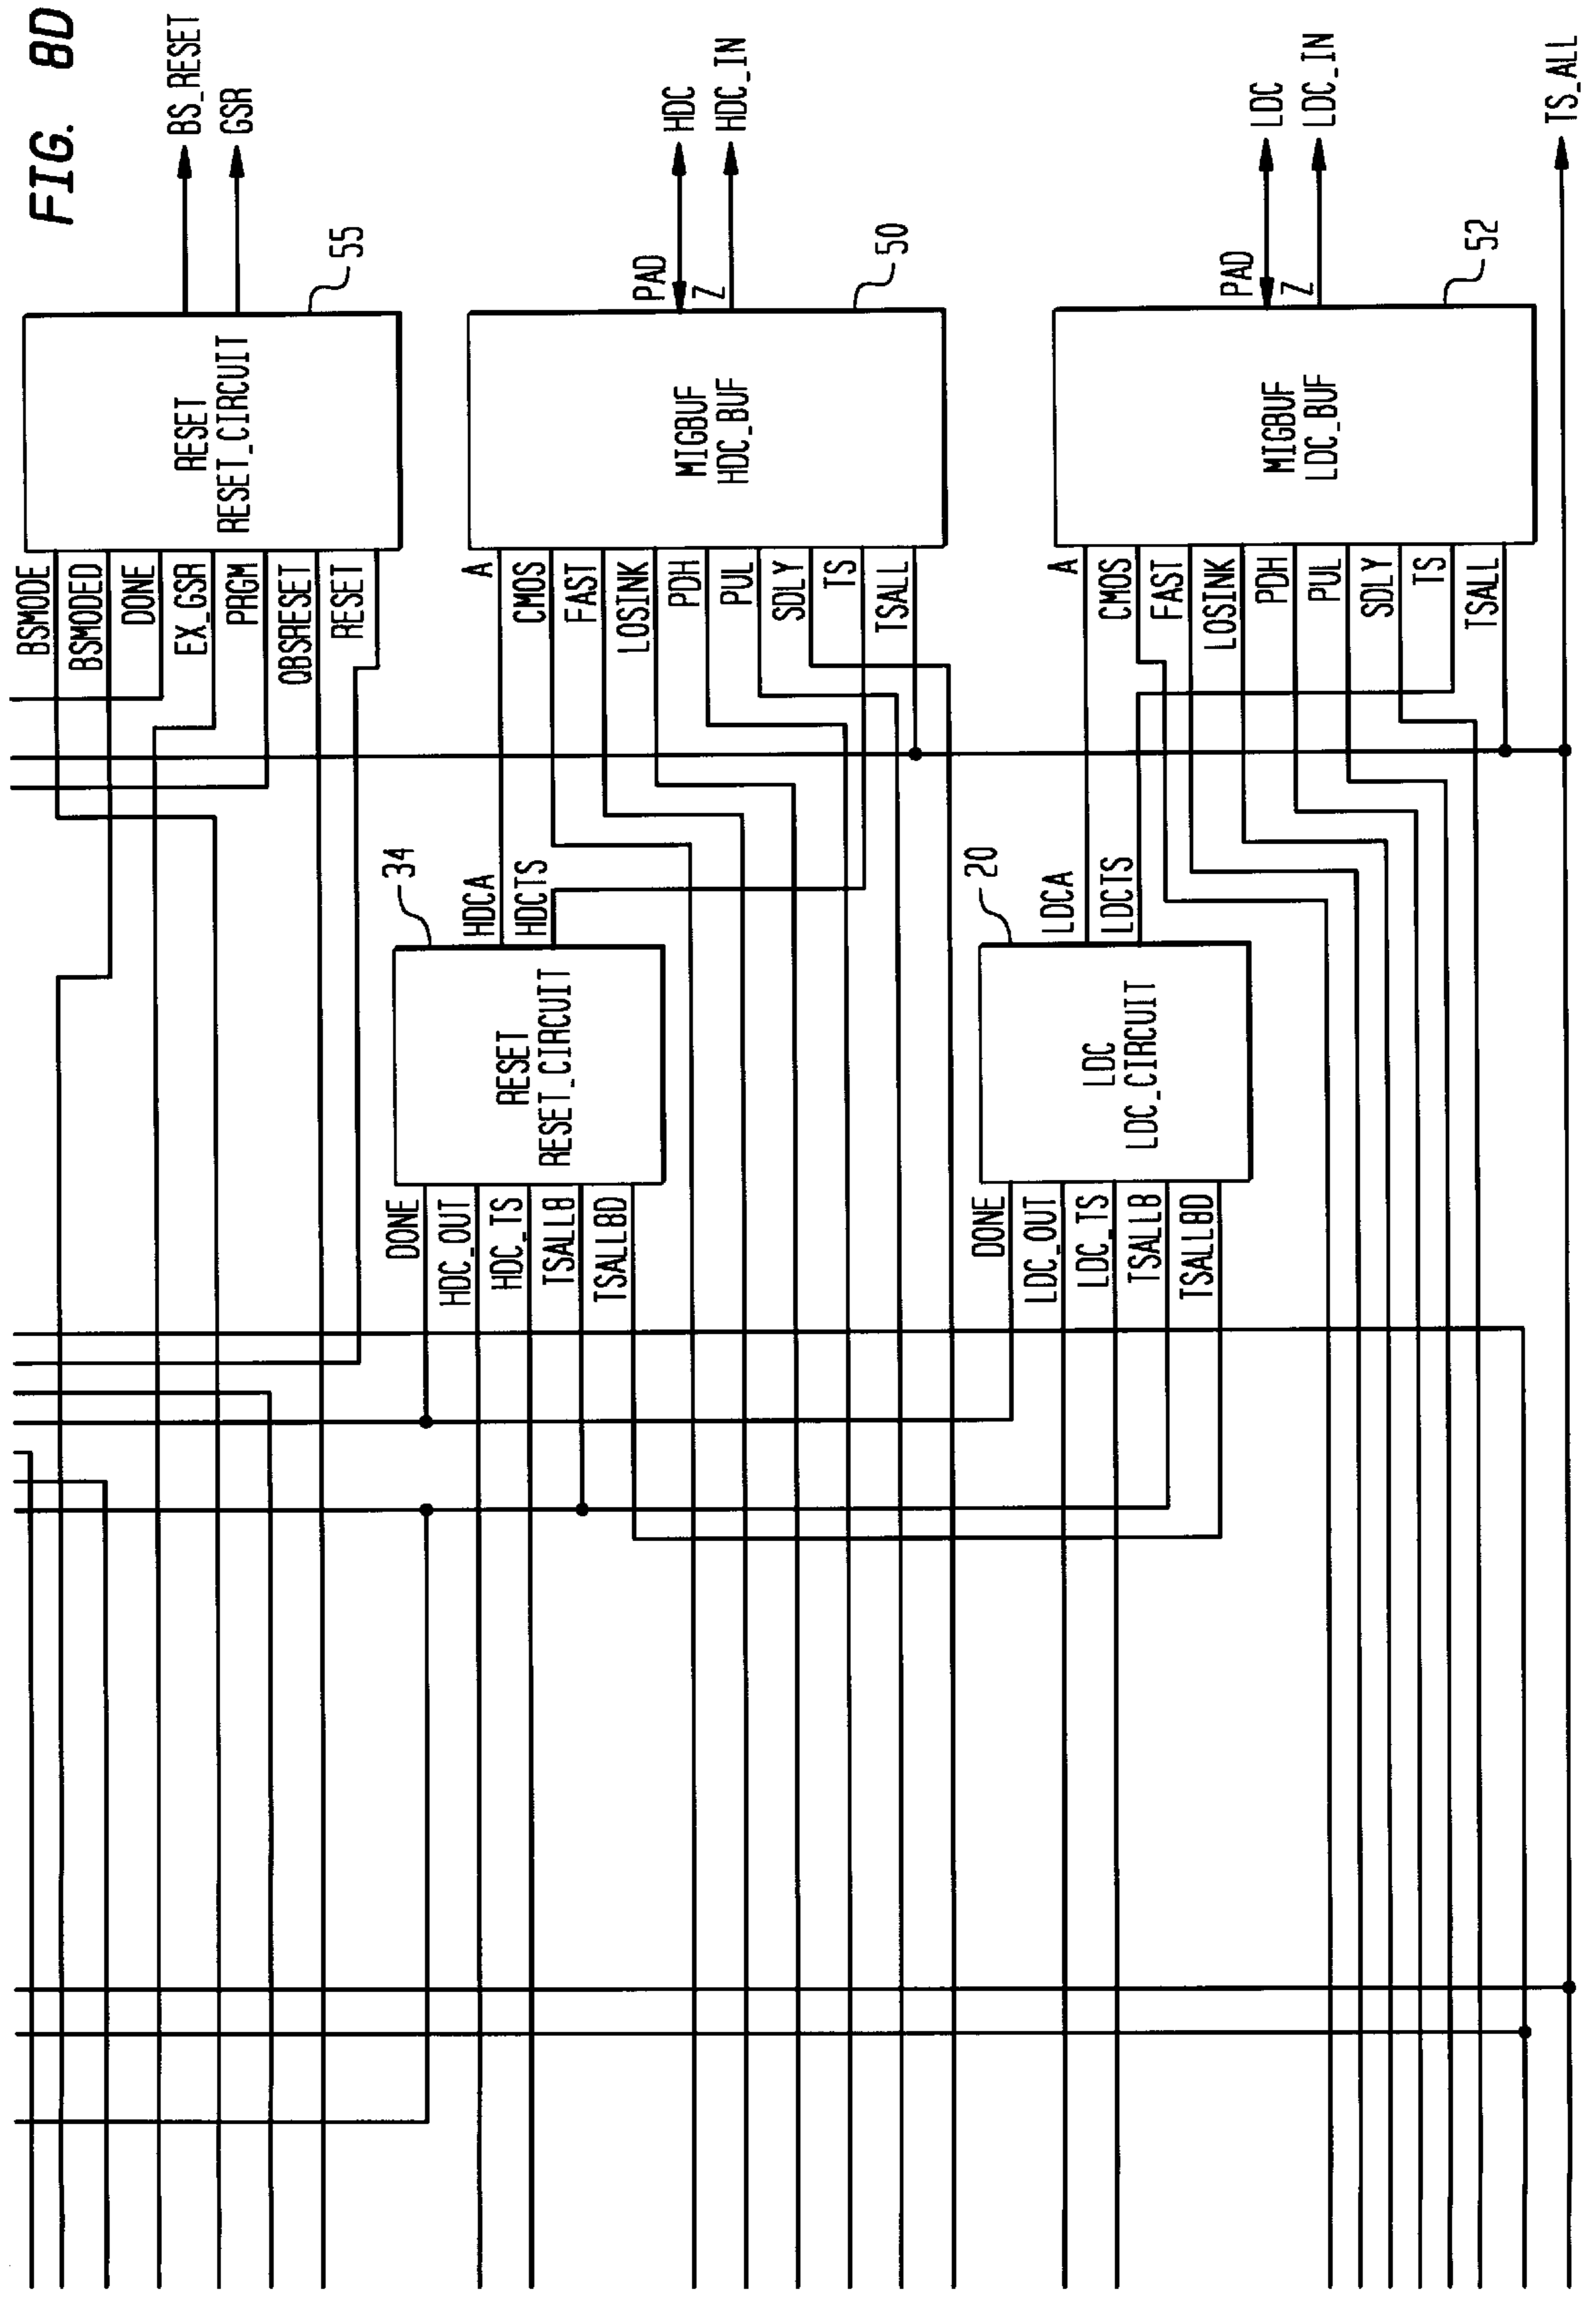 FIG. 8D
BS_RESET
GSR
55
RESET
RESET_CIRCUIT
BSMODE
BSMODED
DONE
EX_GSR
PRGM
QBSRESET
RESET
HDC
HDC_IN
PAD
Z
50
MIGBUF
HDC_BUF
A
CMOS
FAST
LOSINK
PDH
PUL
SDLY
TS
TSALL
34
HDCA
HDCTS
RESET
RESET_CIRCUIT
DONE
HDC_OUT
HDC_TS
TSALLB
TSALLBD
LDC
LDC_IN
PAD
Z
52
MIGBUF
LDC_BUF
A
CMOS
FAST
LOSINK
PDH
PUL
SDLY
TS
TSALL
20
LDCA
LDCTS
LDC
LDC_CIRCUIT
DONE
LDC_OUT
LDC_TS
TSALLB
TSALLBD
TS_ALL